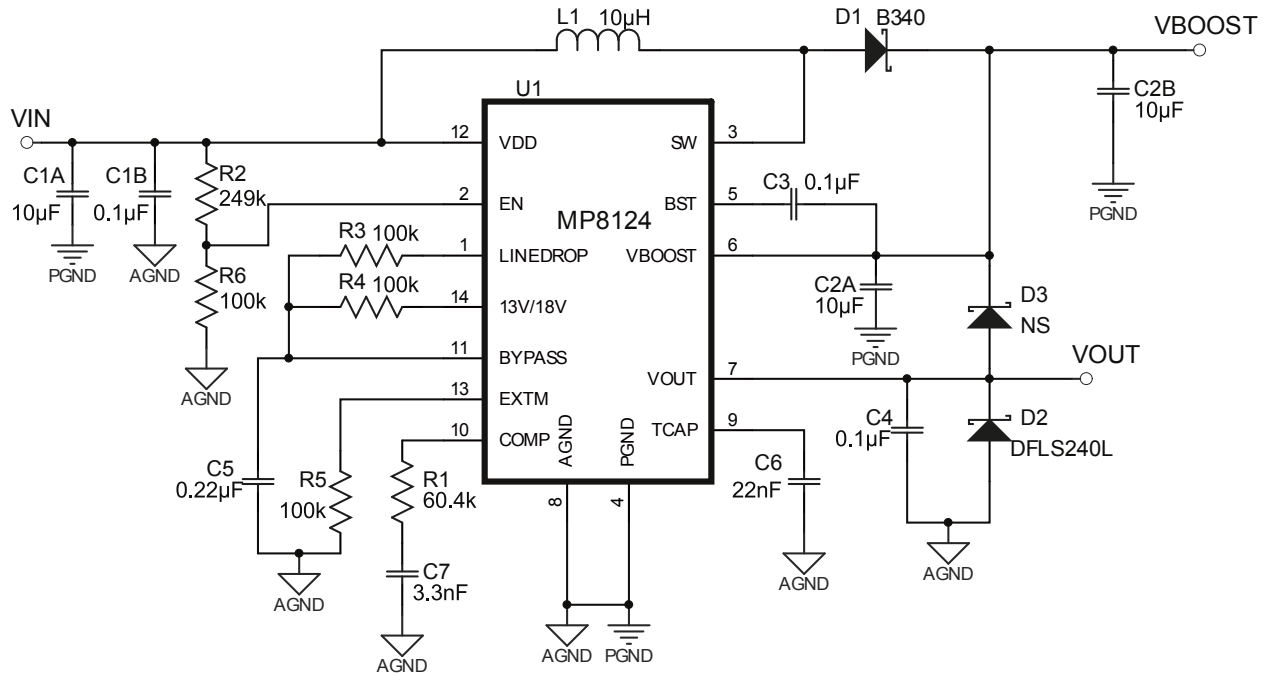 L1 10µH
D1 B340
VBOOST
U1
C2B
10µF
PGND
VIN
12 VDD
SW 3
C1A
10µF
PGND
C1B
0.1µF
AGND
R2
249k
2 EN
BST 5
C3 0.1µF
MP8124
R3 100k
1 LINEDROP
VBOOST 6
R6
100k
AGND
R4 100k
14 13V/18V
C2A
10µF
PGND
D3
NS
11 BYPASS
VOUT 7
VOUT
13 EXTM
TCAP 9
C4
0.1µF
D2
DFLS240L
10 COMP
AGND
PGND
C5
0.22µF
R5
100k
R1
60.4k
8
4
C6
22nF
AGND
AGND
AGND
C7
3.3nF
AGND
AGND
PGND